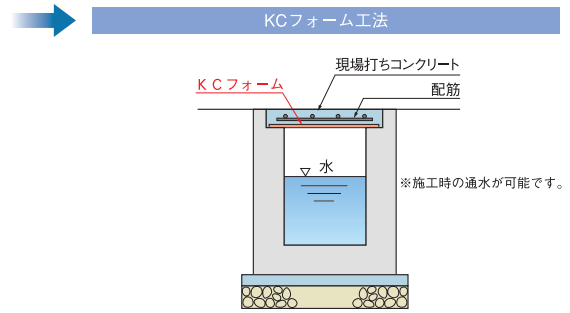 KCフォーム工法
現場打ちコンクリート
KCフォーム
配筋
水
※施工時の通水が可能です。